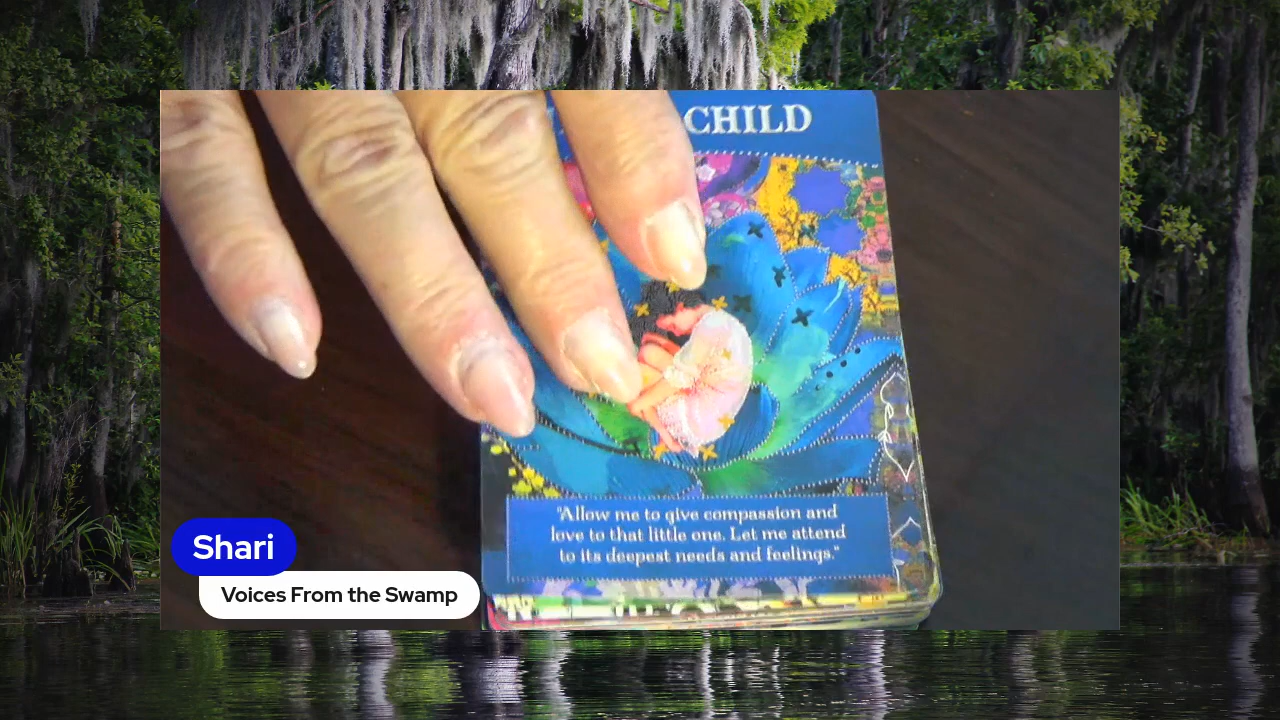 CHILD
"Allow me to give compassion and
love to that little one. Let me attend
to its deepest needs and feelings."
Shari
Voices From the Swamp